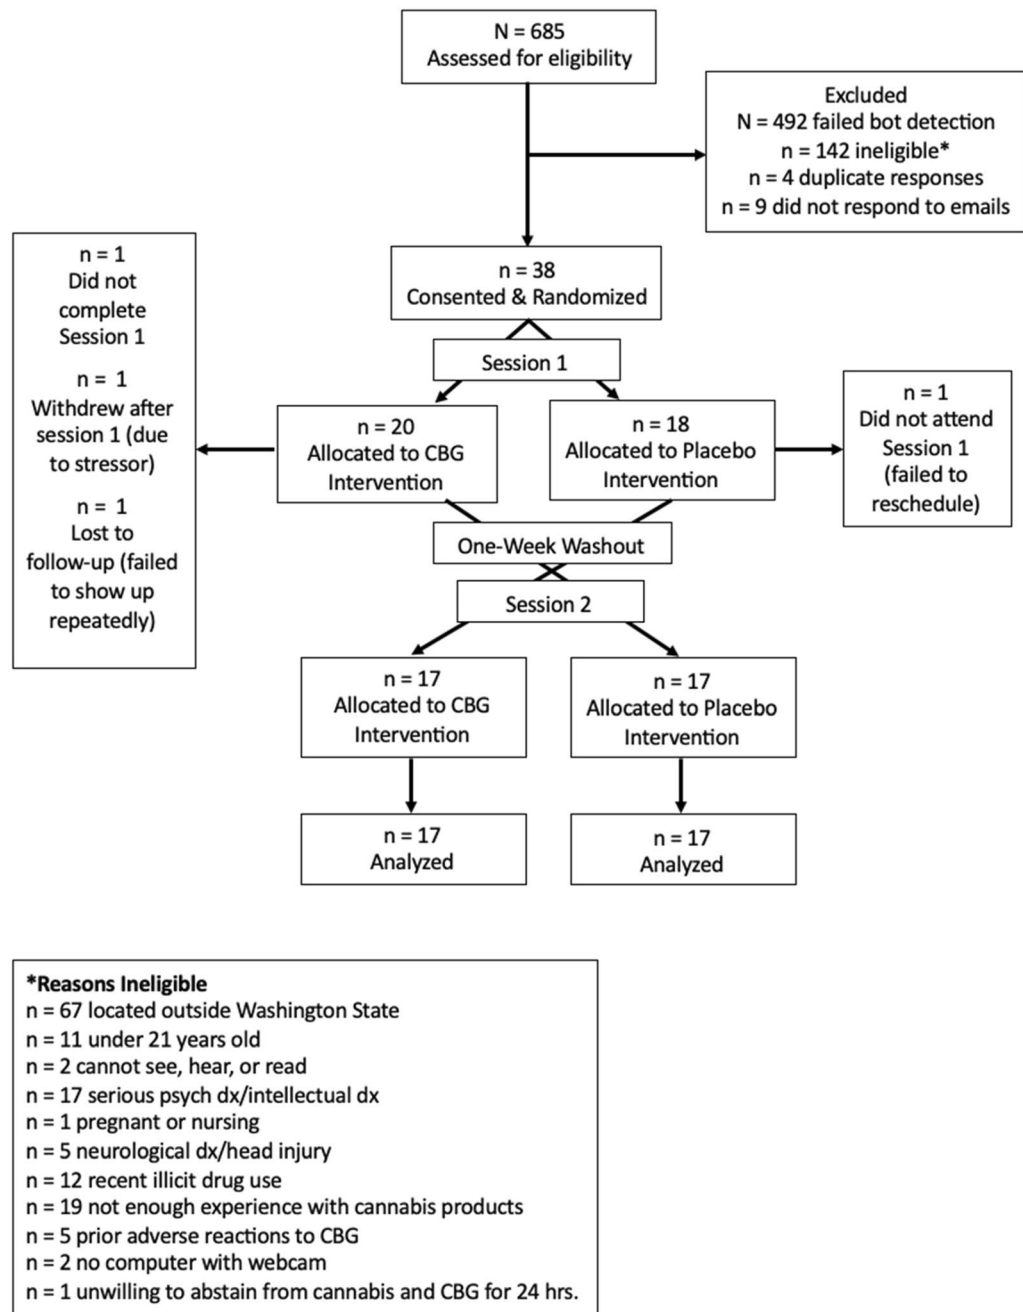 N = 685
Assessed for eligibility
Excluded
N = 492 failed bot detection
n = 142 ineligible*
n = 4 duplicate responses
n = 9 did not respond to emails
n = 38
Consented & Randomized
Session 1
n = 1
Did not
complete
Session 1
n = 1
Withdrew after
session 1 (due
to stressor)
n = 1
Lost to
follow-up (failed
to show up
repeatedly)
n = 20
Allocated to CBG
Intervention
n = 18
Allocated to Placebo
Intervention
n = 1
Did not attend
Session 1
(failed to
reschedule)
One-Week Washout
Session 2
n = 17
Allocated to CBG
Intervention
n = 17
Allocated to Placebo
Intervention
n = 17
Analyzed
n = 17
Analyzed
*Reasons Ineligible
n = 67 located outside Washington State
n = 11 under 21 years old
n = 2 cannot see, hear, or read
n = 17 serious psych dx/intellectual dx
n = 1 pregnant or nursing
n = 5 neurological dx/head injury
n = 12 recent illicit drug use
n = 19 not enough experience with cannabis products
n = 5 prior adverse reactions to CBG
n = 2 no computer with webcam
n = 1 unwilling to abstain from cannabis and CBG for 24 hrs.